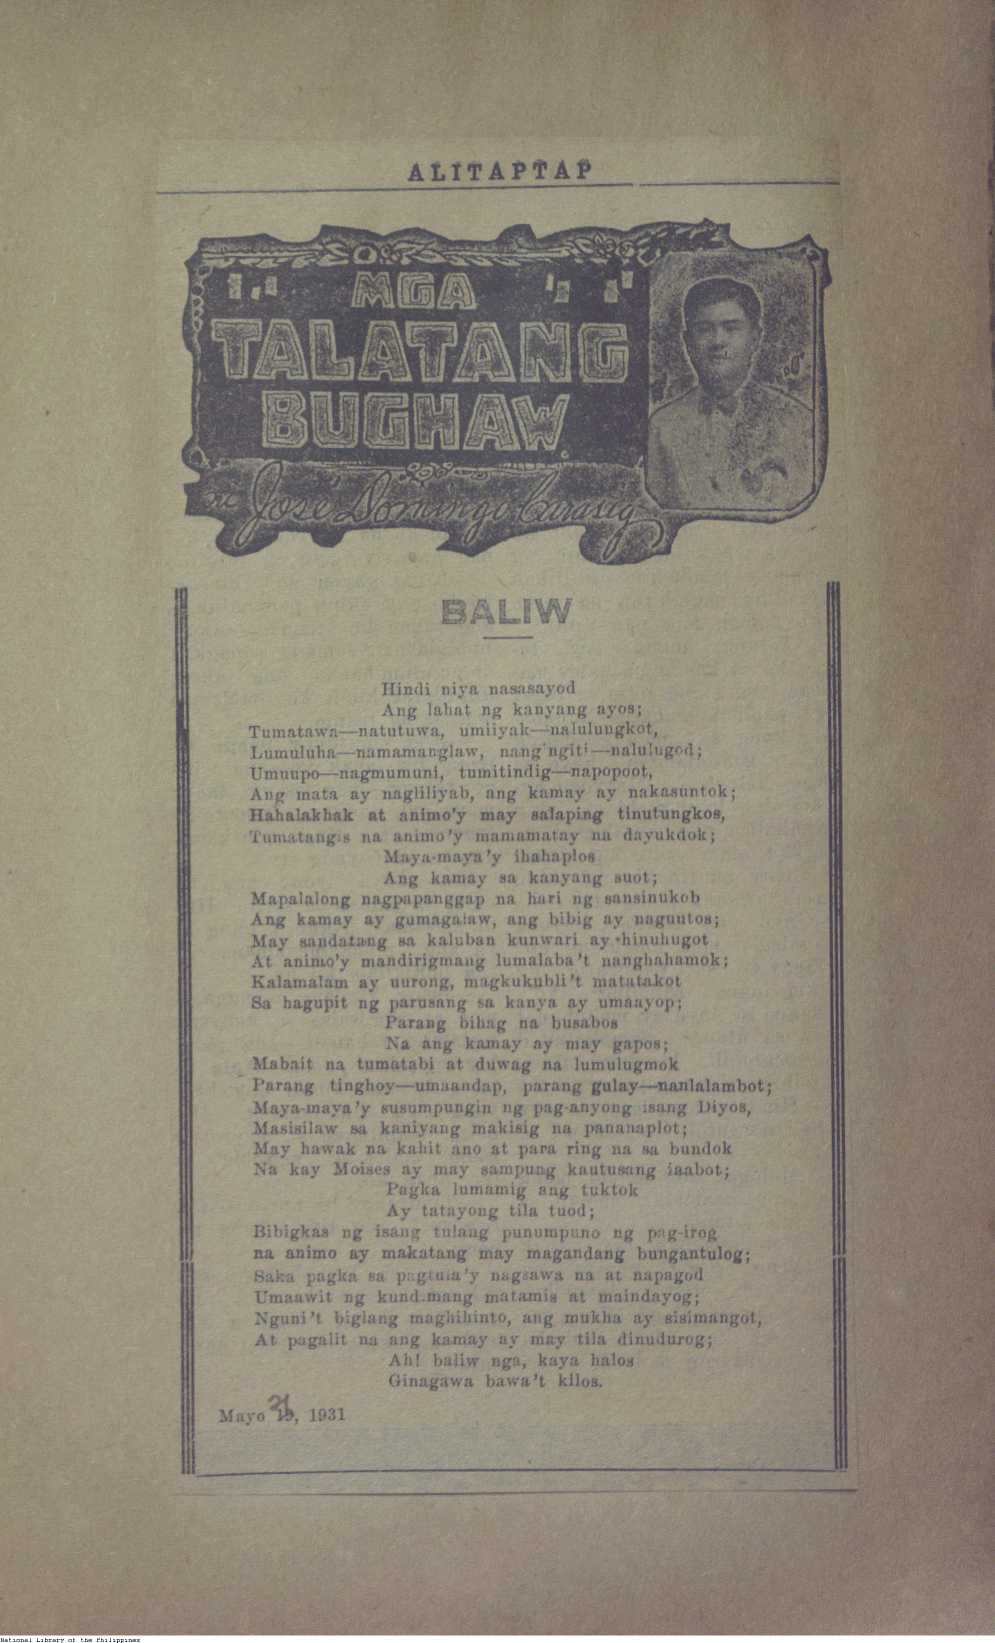 ALITAPTAP
MGA
TALATANG
BUGHAW
ni Jose Domingo Karasig
BALIW
Hindi niya nasasayod
Ang lahat ng kanyang ayos;
Tumatawa—natutuwa, umiiyak—nalulungkot,
Lumuluha—namamanglaw, nang'ngiti—nalulugod;
Umuupo—nagmumuni, tumitindig—napopoot,
Ang mata ay nagliliyab, ang kamay ay nakasuntok;
Hahalakhak at animo'y may salaping tinutungkos,
Tumatangis na animo'y mamamatay na dayukdok;
Maya-maya'y ihahaplos
Ang kamay sa kanyang suot;
Mapalalong nagpapanggap na hari ng sansinukob
Ang kamay ay gumagalaw, ang bibig ay naguutos;
May sandatang sa kaluban kunwari ay hinuhugot
At animo'y mandirigmang lumalaba't nanghahamok;
Kalamalam ay uurong, magkukubli't matatakot
Sa hagupit ng parusang sa kanya ay umaayop;
Parang bihag na busabos
Na ang kamay ay may gapos;
Mabait na tumatabi at duwag na lumulugmok
Parang tinghoy—umaandap, parang gulay—nanlalambot;
Maya-maya'y susumpungin ng pag-anyong isang Diyos,
Masisilaw sa kaniyang makisig na pananaplot;
May hawak na kahit ano at para ring na sa bundok
Na kay Moises ay may sampung kautusang iaabot;
Pagka lumamig ang tuktok
Ay tatayong tila tuod;
Bibigkas ng isang tulang punumpuno ng pag-irog
na animo ay makatang may magandang bungantulog;
Saka pagka sa pagtula'y nagsawa na at napagod
Umaawit ng kundimang matamis at maindayog;
Nguni't biglang maghihinto, ang mukha ay sisimangot,
At pagalit na ang kamay ay may tila dinudurog;
Ah! baliw nga, kaya halos
Ginagawa bawa't kilos.
Mayo 21, 1931
National Library of the Philippines